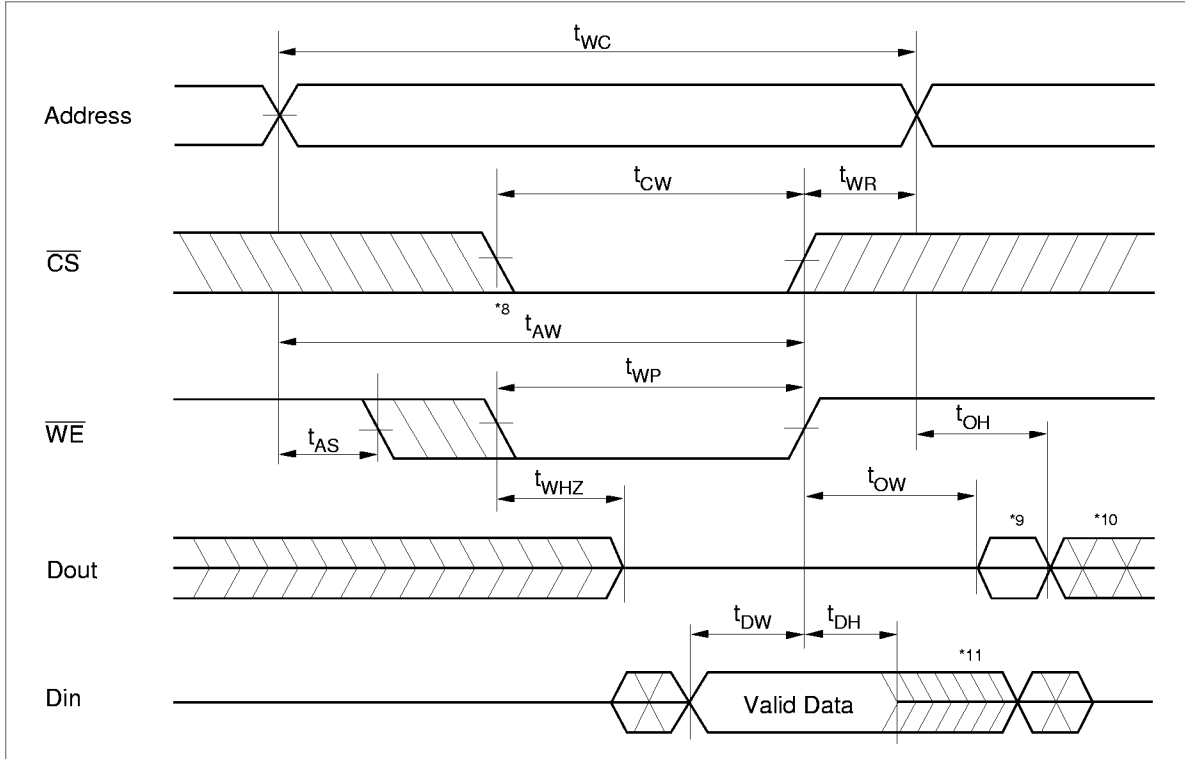 tWC
Address
tCW
tWR
CS
*8
tAW
tWP
WE
tAS
tOH
tWHZ
tOW
*9
*10
Dout
tDW
tDH
*11
Din
Valid Data